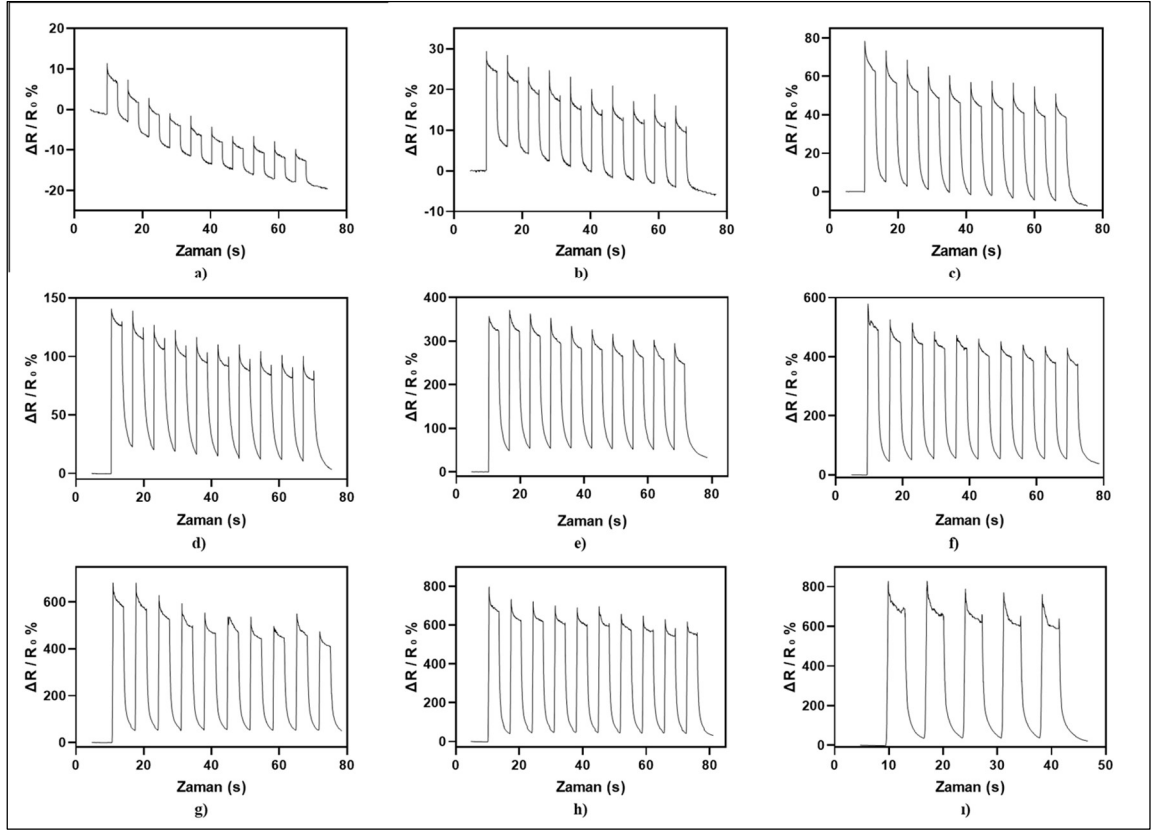 20
10
0
-10
-20
0 20 40 60 80
ΔR / R₀ %
Zaman (s)
a)
30
20
10
0
-10
0 20 40 60 80
ΔR / R₀ %
Zaman (s)
b)
80
60
40
20
0
0 20 40 60 80
ΔR / R₀ %
Zaman (s)
c)
150
100
50
0
0 20 40 60 80
ΔR / R₀ %
Zaman (s)
d)
400
300
200
100
0
0 20 40 60 80
ΔR / R₀ %
Zaman (s)
e)
600
400
200
0
0 20 40 60 80
ΔR / R₀ %
Zaman (s)
f)
600
400
200
0
0 20 40 60 80
ΔR / R₀ %
Zaman (s)
g)
800
600
400
200
0
0 20 40 60 80
ΔR / R₀ %
Zaman (s)
h)
800
600
400
200
0
0 10 20 30 40 50
ΔR / R₀ %
Zaman (s)
ı)